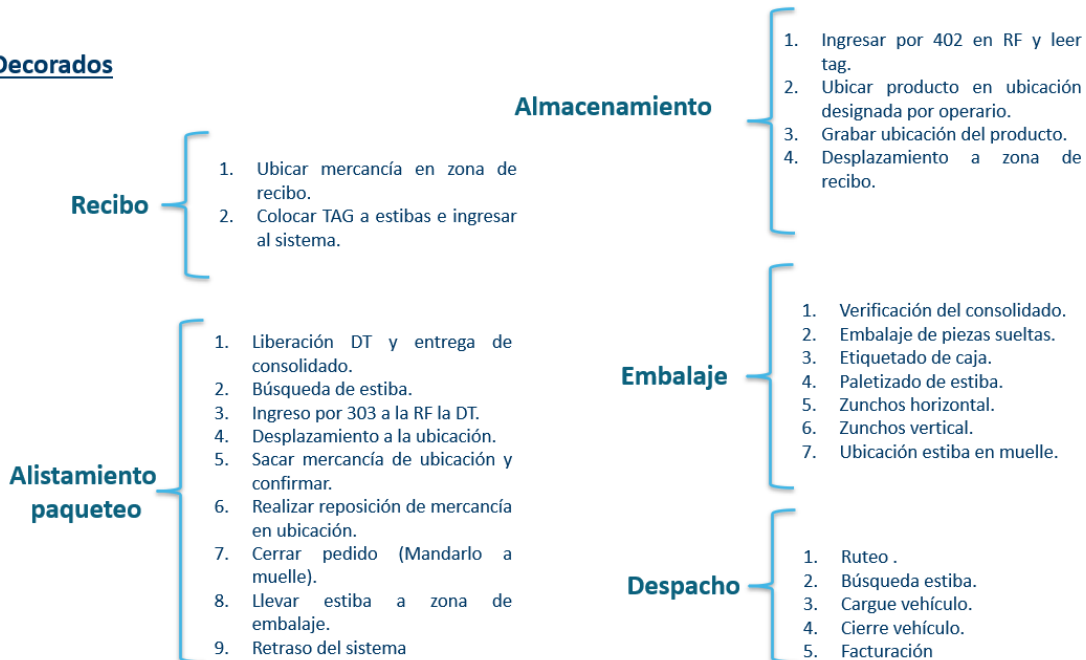 Decorados
Recibo
1. Ubicar mercancía en zona de
recibo.
2. Colocar TAG a estibas e ingresar
al sistema.
Almacenamiento
1. Ingresar por 402 en RF y leer
tag.
2. Ubicar producto en ubicación
designada por operario.
3. Grabar ubicación del producto.
4. Desplazamiento a zona de
recibo.
Alistamiento
paqueteo
1. Liberación DT y entrega de
consolidado.
2. Búsqueda de estiba.
3. Ingreso por 303 a la RF la DT.
4. Desplazamiento a la ubicación.
5. Sacar mercancía de ubicación y
confirmar.
6. Realizar reposición de mercancía
en ubicación.
7. Cerrar pedido (Mandarlo a
muelle).
8. Llevar estiba a zona de
embalaje.
9. Retraso del sistema
Embalaje
1. Verificación del consolidado.
2. Embalaje de piezas sueltas.
3. Etiquetado de caja.
4. Paletizado de estiba.
5. Zunchos horizontal.
6. Zunchos vertical.
7. Ubicación estiba en muelle.
Despacho
1. Ruteo .
2. Búsqueda estiba.
3. Cargue vehículo.
4. Cierre vehículo.
5. Facturación